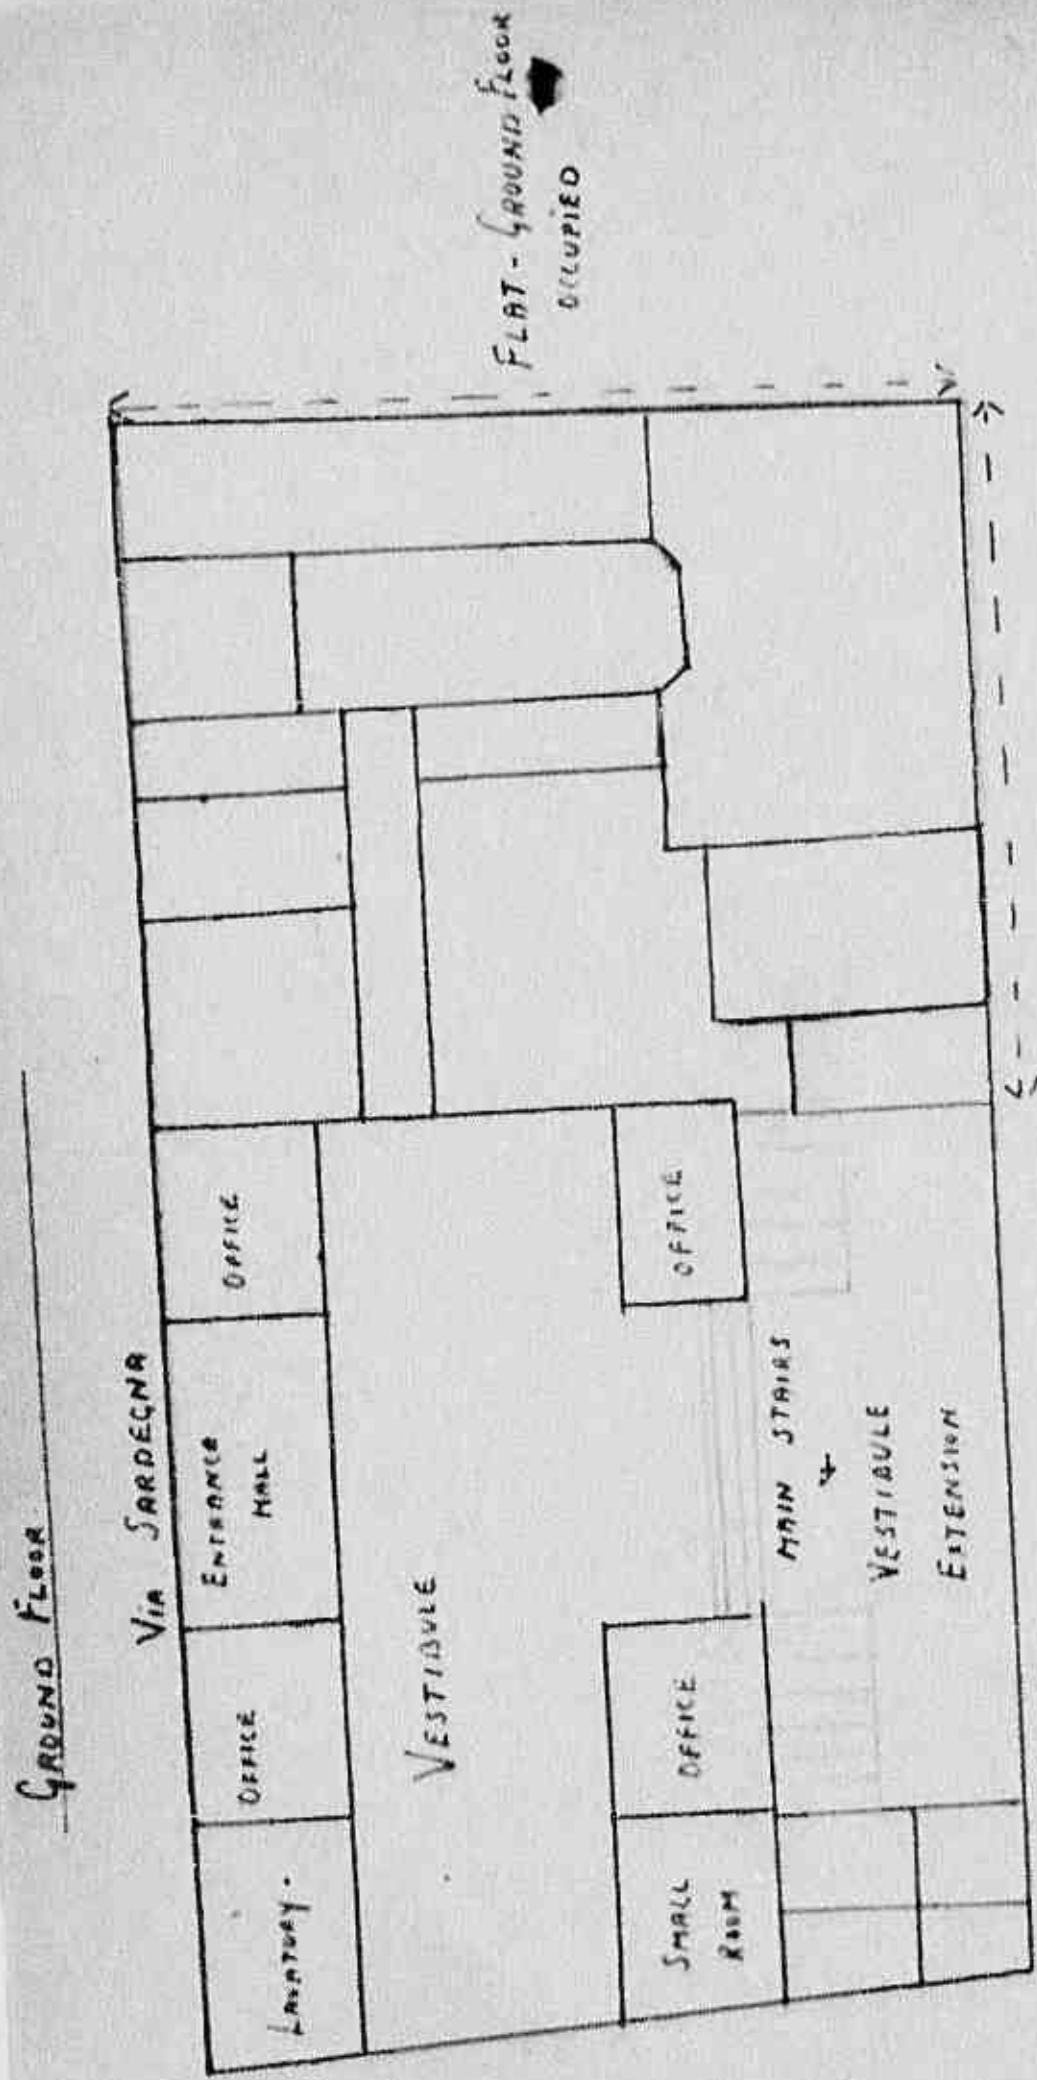 GROUND FLOOR
VIA SARDEGNA
LAVATORY.
OFFICE
ENTRANCE
HALL
OFFICE
VESTIBULE
SMALL
ROOM
OFFICE
OFFICE
MAIN STAIRS
+
VESTIBULE
EXTENSION
FLAT - GROUND FLOOR
OCCUPIED